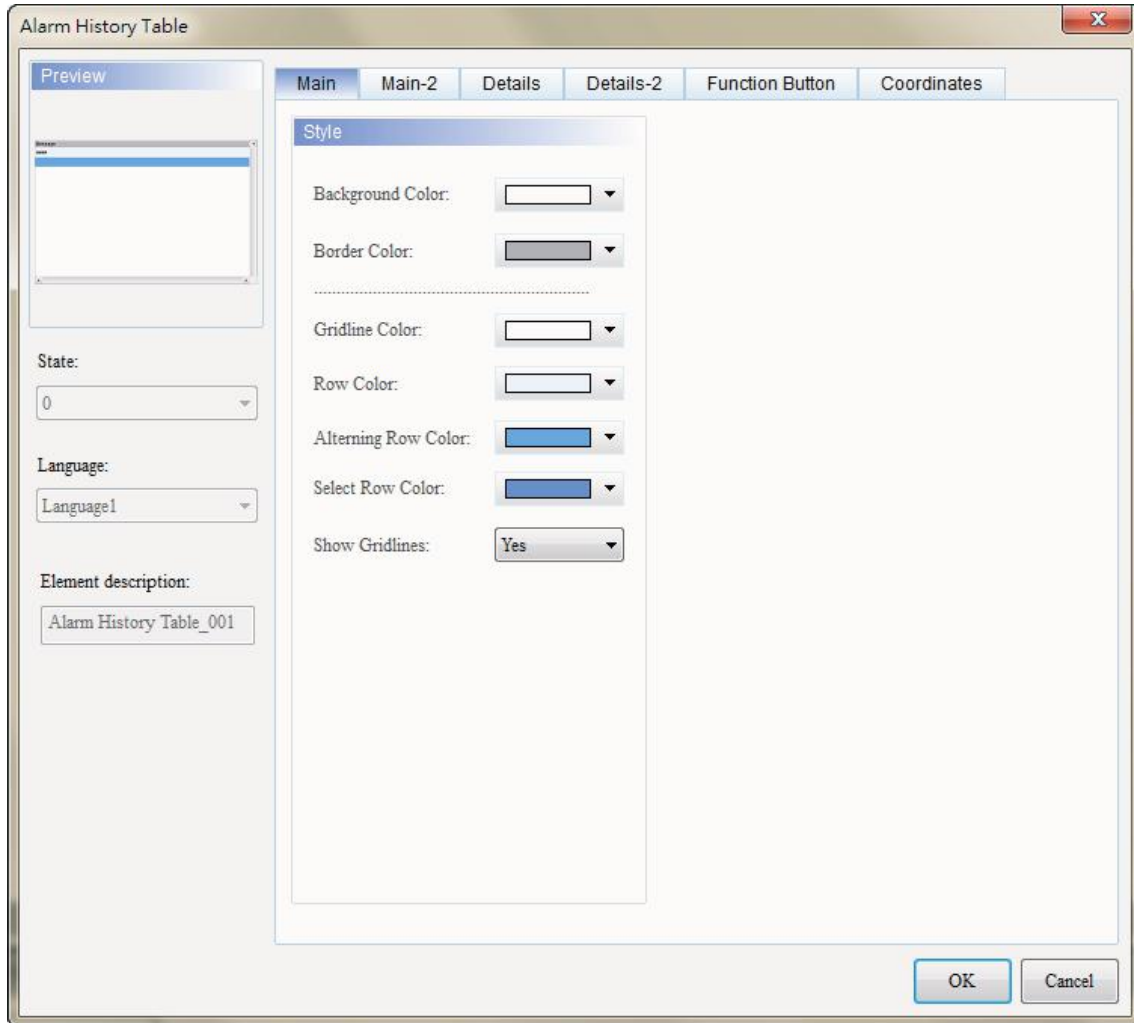 Alarm History Table
Preview
State:
0
Language:
Language1
Element description:
Alarm History Table_001
Main Main-2 Details Details-2 Function Button Coordinates
Style
Background Color:
Border Color:
Gridline Color:
Row Color:
Alterning Row Color:
Select Row Color:
Show Gridlines: Yes
OK Cancel